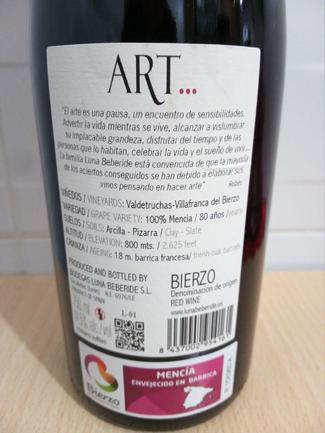 ART...
"El arte es una pausa, un encuentro de sensibilidades.
Advertir la vida mientras se vive, alcanzar a vislumbrar
su implacable grandeza, disfrutar del tiempo y de las
personas que lo habitan, celebrar la vida y el sueño de vivir...
La familia Luna Beberide está convencida de que la mayoría
de los aciertos conseguidos se han debido a elaborar sus
vinos pensando en hacer arte"
VIÑEDOS / VINEYARDS: Valdetruchas-Villafranca del Bierzo
VARIEDAD / GRAPE VARIETY: 100% Mencia / 80 años / years
SUELOS / SOILS: Arcilla - Pizarra / Clay - Slate
ALTITUD / ELEVATION: 800 mts. / 2.625 feet
CRIANZA / AGEING: 18 m. barrica francesa / french oak barrels
PRODUCED AND BOTTLED BY
BODEGAS LUNA BEBERIDE S.L.
PRODUCT OF SPAIN
L-01
BIERZO
Denominación de origen
RED WINE
www.lunabeberide.es
Bierzo
MENCÍA
ENVEJECIDO EN BARRICA